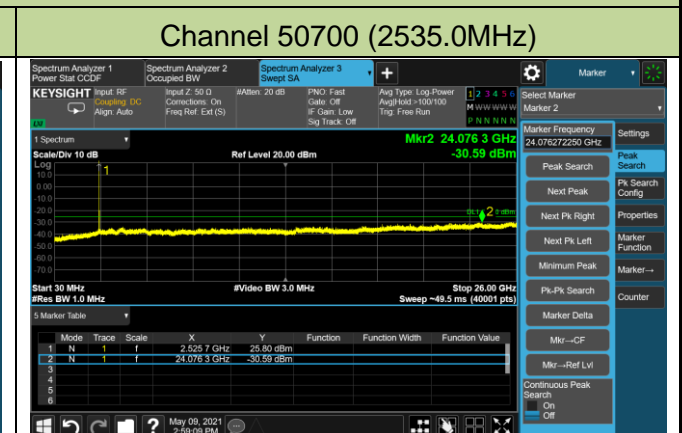 Channel 50700 (2535.0MHz)
Spectrum Analyzer 1
Power Stat CCDF
Spectrum Analyzer 2
Occupied BW
Spectrum Analyzer 3
Swept SA
Marker
KEYSIGHT
Input: RF
Coupling: DC
Align: Auto
Input Z: 50 Ω
Corrections: On
Freq Ref: Ext (S)
#Atten: 20 dB
PNO: Fast
Gate: Off
IF Gain: Low
Sig Track: Off
Avg Type: Log-Power
Avg|Hold:>100/100
Trig: Free Run
1 2 3 4 5 6
M W W W W W
P N N N N N
Select Marker
Marker 2
1 Spectrum
Mkr2 24.076 3 GHz
-30.59 dBm
Scale/Div 10 dB
Ref Level 20.00 dBm
Log
10.0
0.00
-10.0
-20.0
-30.0
-40.0
-50.0
-60.0
-70.0
1
2
Start 30 MHz
#Video BW 3.0 MHz
Stop 26.00 GHz
#Res BW 1.0 MHz
Sweep ~49.5 ms (40001 pts)
5 Marker Table
Mode Trace Scale X Y Function Function Width Function Value
1 N 1 f 2.525 7 GHz 25.80 dBm
2 N 1 f 24.076 3 GHz -30.59 dBm
3
4
5
6
Marker Frequency
24.076272250 GHz
Peak Search
Next Peak
Next Pk Right
Next Pk Left
Minimum Peak
Pk-Pk Search
Marker Delta
Mkr→CF
Mkr→Ref Lvl
Continuous Peak
Search
On
Off
Settings
Peak
Search
Pk Search
Config
Properties
Marker
Function
Marker→
Counter
?
May 09, 2021
2:59:09 PM